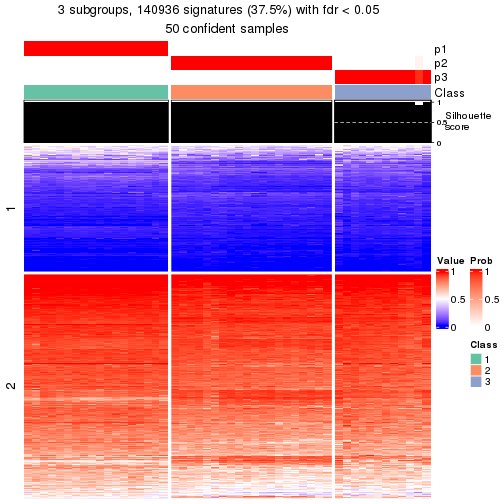 3 subgroups, 140936 signatures (37.5%) with fdr < 0.05
50 confident samples
p1
p2
p3
Class
1
0.5
0
Silhouette
score
1
2
Value
1
0.5
0
Prob
1
0.5
0
Class
1
2
3